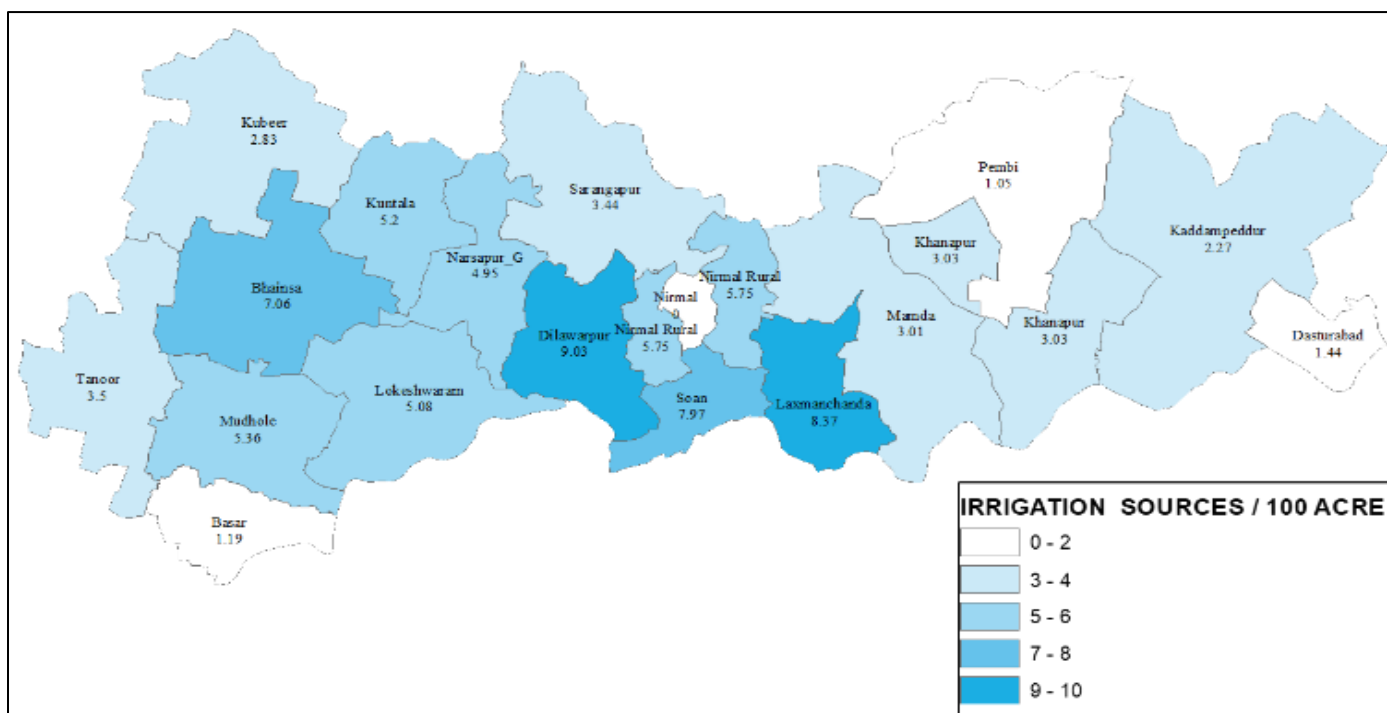 Kubeer
2.83
Kuntala
5.2
Sarangapur
3.44
Pembi
1.05
Kaddampeddur
2.27
Narsapur_G
4.95
Khanapur
3.03
Bhainsa
7.06
Nirmal Rural
5.75
Nirmal
0
Dilawarpur
9.03
Nirmal Rural
5.75
Mamda
3.01
Khanapur
3.03
Dasturabad
1.44
Tanoor
3.5
Lokeshwaram
5.08
Soan
7.97
Laxmanchanda
8.37
Mudhole
5.36
Basar
1.19
IRRIGATION SOURCES / 100 ACRE
0 - 2
3 - 4
5 - 6
7 - 8
9 - 10